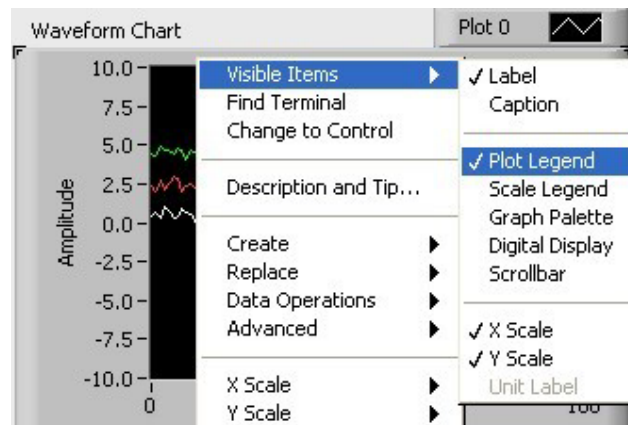 Waveform Chart
Plot 0
10.0
7.5
5.0
2.5
0.0
-2.5
-5.0
-7.5
-10.0
Amplitude
0
100
Visible Items
Find Terminal
Change to Control
Description and Tip...
Create
Replace
Data Operations
Advanced
X Scale
Y Scale
Label
Caption
Plot Legend
Scale Legend
Graph Palette
Digital Display
Scrollbar
X Scale
Y Scale
Unit Label